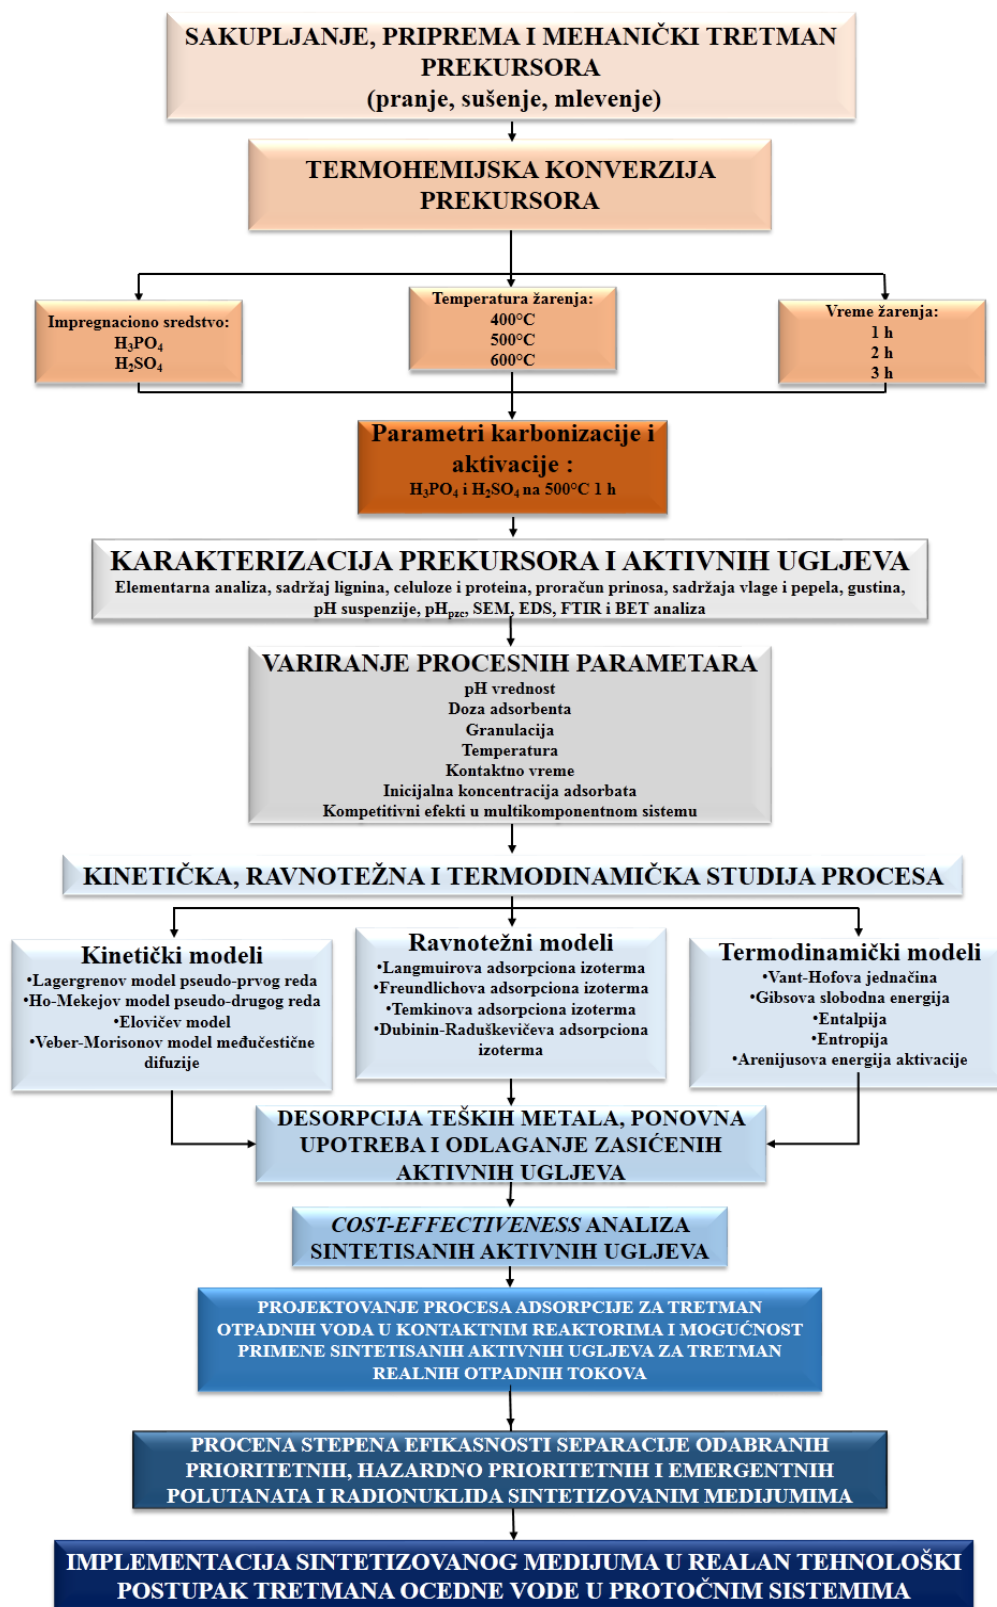 SAKUPLJANJE, PRIPREMA I MEHANIČKI TRETMAN
PREKURSORA
(pranje, sušenje, mlevenje)
TERMOHEMIJSKA KONVERZIJA
PREKURSORA
Impregnaciono sredstvo:
H₃PO₄
H₂SO₄
Temperatura žarenja:
400°C
500°C
600°C
Vreme žarenja:
1 h
2 h
3 h
Parametri karbonizacije i
aktivacije :
H₃PO₄ i H₂SO₄ na 500°C 1 h
KARAKTERIZACIJA PREKURSORA I AKTIVNIH UGLJEVA
Elementarna analiza, sadržaj lignina, celuloze i proteina, proračun prinosa, sadržaja vlage i pepela, gustina,
pH suspenzije, pHpzc, SEM, EDS, FTIR i BET analiza
VARIRANJE PROCESNIH PARAMETARA
pH vrednost
Doza adsorbenta
Granulacija
Temperatura
Kontaktno vreme
Inicijalna koncentracija adsorbata
Kompetitivni efekti u multikomponentnom sistemu
KINETIČKA, RAVNOTEŽNA I TERMODINAMIČKA STUDIJA PROCESA
Kinetički modeli
•Lagergrenov model pseudo-prvog reda
•Ho-Mekejov model pseudo-drugog reda
•Elovičev model
•Veber-Morisonov model međučestične
difuzije
Ravnotežni modeli
•Langmuirova adsorpciona izoterma
•Freundlichova adsorpciona izoterma
•Temkinova adsorpciona izoterma
•Dubinin-Raduškevičeva adsorpciona
izoterma
Termodinamički modeli
•Vant-Hofova jednačina
•Gibsova slobodna energija
•Entalpija
•Entropija
•Arenijusova energija aktivacije
DESORPCIJA TEŠKIH METALA, PONOVNA
UPOTREBA I ODLAGANJE ZASIĆENIH
AKTIVNIH UGLJEVA
COST-EFFECTIVENESS ANALIZA
SINTETISANIH AKTIVNIH UGLJEVA
PROJEKTOVANJE PROCESA ADSORPCIJE ZA TRETMAN
OTPADNIH VODA U KONTAKTNIM REAKTORIMA I MOGUĆNOST
PRIMENE SINTETISANIH AKTIVNIH UGLJEVA ZA TRETMAN
REALNIH OTPADNIH TOKOVA
PROCENA STEPENA EFIKASNOSTI SEPARACIJE ODABRANIH
PRIORITETNIH, HAZARDNO PRIORITETNIH I EMERGENTNIH
POLUTANATA I RADIONUKLIDA SINTETIZOVANIM MEDIJUMIMA
IMPLEMENTACIJA SINTETIZOVANOG MEDIJUMA U REALAN TEHNOLOŠKI
POSTUPAK TRETMANA OCEDNE VODE U PROTOČNIM SISTEMIMA